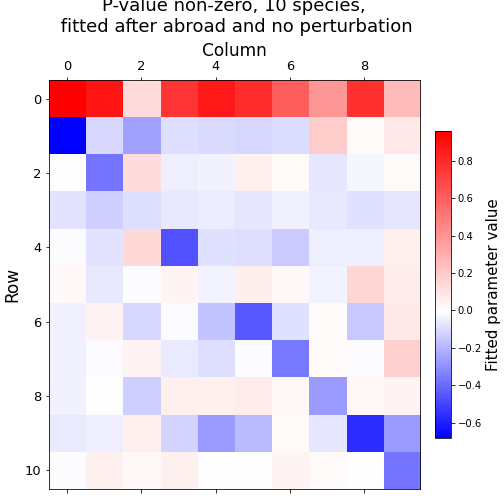 P-value non-zero, 10 species,
fitted after abroad and no perturbation
Column
0 2 4 6 8
0
2
4
6
8
10
Row
0.8
0.6
0.4
0.2
0.0
−0.2
−0.4
−0.6
Fitted parameter value